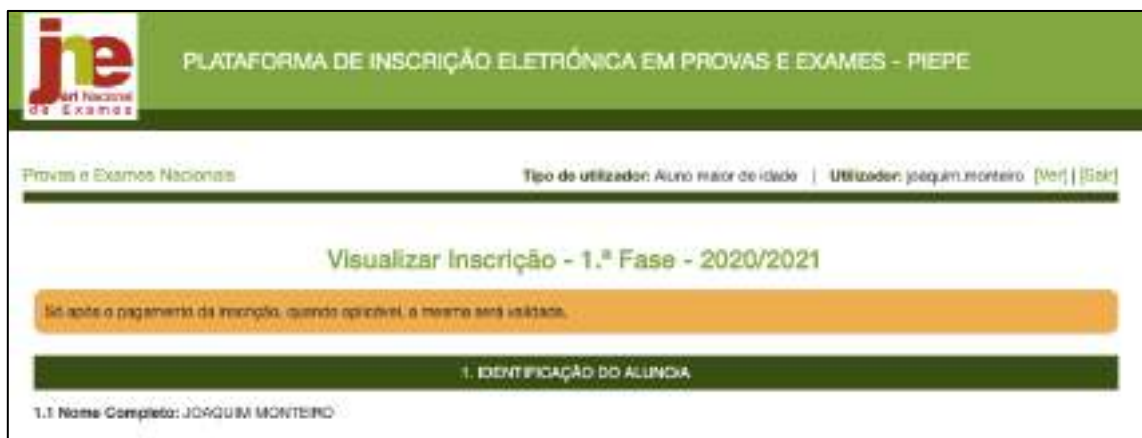 jne
PLATAFORMA DE INSCRIÇÃO ELETRÓNICA EM PROVAS E EXAMES - PIEPE
Nacional
de Exames
Provas e Exames Nacionais
Tipo de utilizador: Aluno maior de idade | Utilizador: joaquim.monteiro [Ver] | [Sair]
Visualizar Inscrição - 1.ª Fase - 2020/2021
Só após o pagamento da inscrição, quando aplicável, a mesma será validada.
1. IDENTIFICAÇÃO DO ALUNO/A
1.1 Nome Completo: JOAQUIM MONTEIRO